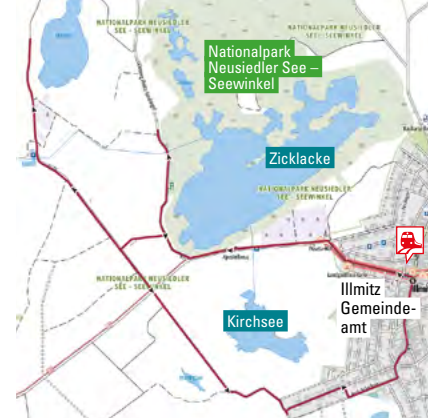 NATIONALPARK NEUSIEDLER
SEE - SEEWINKEL
NATIONALPARK NEUSIEDLER
SEE - SEEWINKEL
Nationalpark
Neusiedler See –
Seewinkel
Zicklacke
NATIONALPARK NEUSIEDLER
SEE - SEEWINKEL
NATIONALPARK NEUSIEDLER
SEE - SEEWINKEL
Illmitz
Gemeinde-
amt
Kirchsee